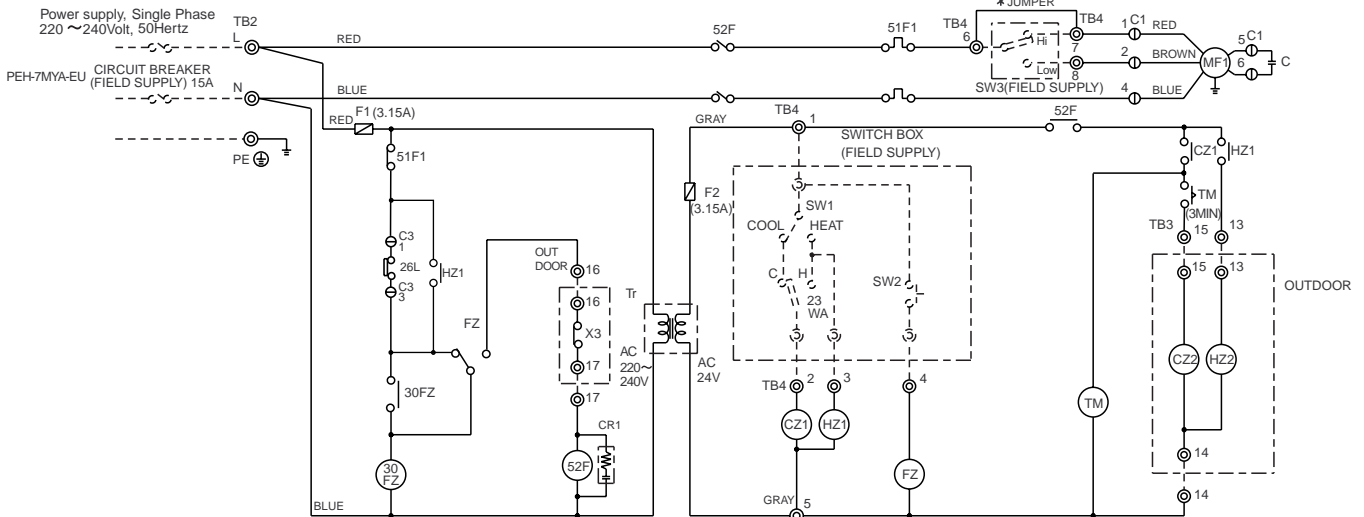 * JUMPER
Power supply, Single Phase
220 ~ 240Volt, 50Hertz
TB2
L
RED
52F
51F1
TB4
6
Hi
TB4
7
1
C1
RED
2
BROWN
MF1
5
C1
6
C
Low
8
SW3(FIELD SUPPLY)
PEH-7MYA-EU
CIRCUIT BREAKER
(FIELD SUPPLY) 15A
N
BLUE
4
BLUE
F1 (3.15A)
RED
GRAY
TB4
1
52F
PE
51F1
SWITCH BOX
(FIELD SUPPLY)
CZ1
HZ1
F2
(3.15A)
TM
(3MIN)
SW1
COOL
HEAT
TB3
15
13
C3
1
26L
C3
3
HZ1
OUT
DOOR
16
16
X3
17
17
C
H
23
WA
SW2
15
13
OUTDOOR
Tr
FZ
AC
220~
240V
AC
24V
CZ2
HZ2
30FZ
TB4
2
3
4
TM
CR1
CZ1
HZ1
52F
30
FZ
FZ
14
BLUE
GRAY
5
14